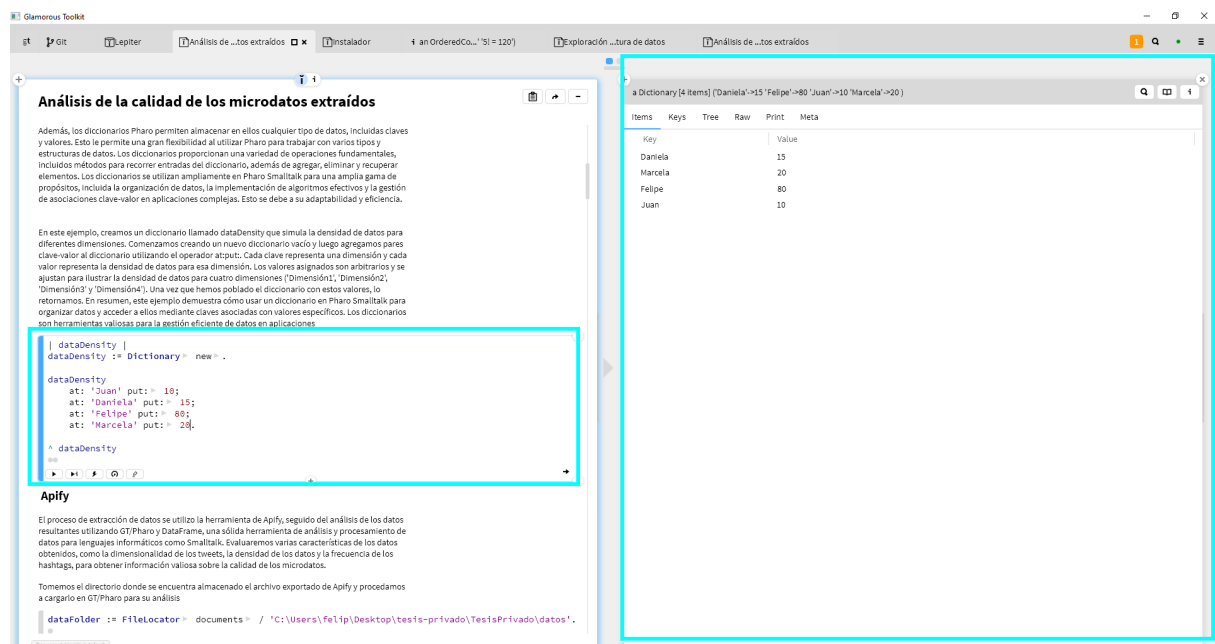 Glamorous Toolkit
gt Git Lepiter Análisis de ...tos extraídos Instalador an OrderedCo...' '5! = 120') Exploración ...tura de datos Análisis de ...tos extraídos 1
Análisis de la calidad de los microdatos extraídos
Además, los diccionarios Pharo permiten almacenar en ellos cualquier tipo de datos, incluidas claves
y valores. Esto le permite una gran flexibilidad al utilizar Pharo para trabajar con varios tipos y
estructuras de datos. Los diccionarios proporcionan una variedad de operaciones fundamentales,
incluidos métodos para recorrer entradas del diccionario, además de agregar, eliminar y recuperar
elementos. Los diccionarios se utilizan ampliamente en Pharo Smalltalk para una amplia gama de
propósitos, incluida la organización de datos, la implementación de algoritmos efectivos y la gestión
de asociaciones clave-valor en aplicaciones complejas. Esto se debe a su adaptabilidad y eficiencia.
En este ejemplo, creamos un diccionario llamado dataDensity que simula la densidad de datos para
diferentes dimensiones. Comenzamos creando un nuevo diccionario vacío y luego agregamos pares
clave-valor al diccionario utilizando el operador at:put:. Cada clave representa una dimensión y cada
valor representa la densidad de datos para esa dimensión. Los valores asignados son arbitrarios y se
ajustan para ilustrar la densidad de datos para cuatro dimensiones ('Dimensión1', 'Dimensión2',
'Dimensión3' y 'Dimensión4'). Una vez que hemos poblado el diccionario con estos valores, lo
retornamos. En resumen, este ejemplo demuestra cómo usar un diccionario en Pharo Smalltalk para
organizar datos y acceder a ellos mediante claves asociadas con valores específicos. Los diccionarios
son herramientas valiosas para la gestión eficiente de datos en aplicaciones
| dataDensity |
dataDensity := Dictionary new .
dataDensity
at: 'Juan' put: 10;
at: 'Daniela' put: 15;
at: 'Felipe' put: 80;
at: 'Marcela' put: 20.
^ dataDensity
Apify
El proceso de extracción de datos se utilizo la herramienta de Apify, seguido del análisis de los datos
resultantes utilizando GT/Pharo y DataFrame, una sólida herramienta de análisis y procesamiento de
datos para lenguajes informáticos como Smalltalk. Evaluaremos varias características de los datos
obtenidos, como la dimensionalidad de los tweets, la densidad de los datos y la frecuencia de los
hashtags, para obtener información valiosa sobre la calidad de los microdatos.
Tomemos el directorio donde se encuentra almacenado el archivo exportado de Apify y procedamos
a cargarlo en GT/Pharo para su análisis
dataFolder := FileLocator documents / 'C:\Users\felip\Desktop\tesis-privado\TesisPrivado\datos'.
a Dictionary [4 items] ('Daniela'->15 'Felipe'->80 'Juan'->10 'Marcela'->20 )
Items Keys Tree Raw Print Meta
Key Value
Daniela 15
Marcela 20
Felipe 80
Juan 10